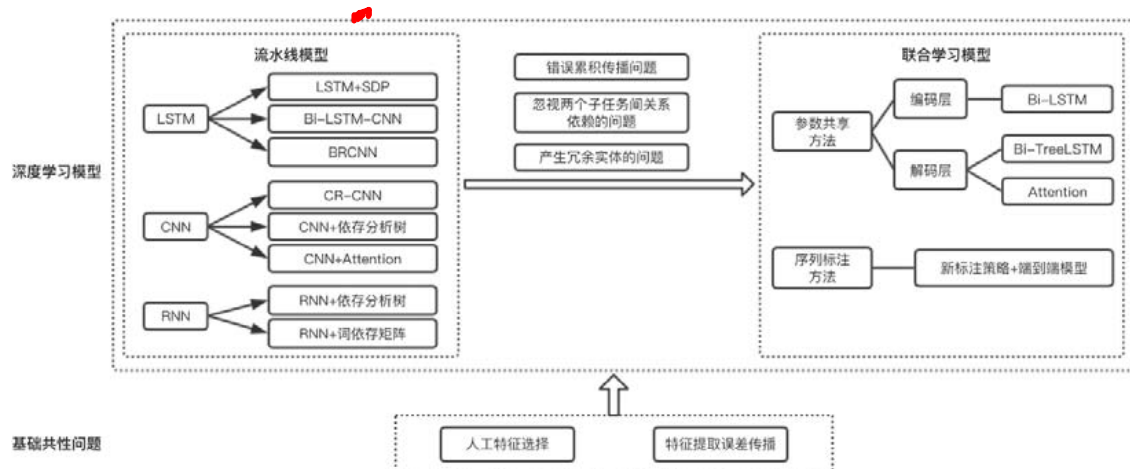 流水线模型
LSTM
LSTM+SDP
Bi-LSTM-CNN
BRCNN
CNN
CR-CNN
CNN+依存分析树
CNN+Attention
RNN
RNN+依存分析树
RNN+词依存矩阵
深度学习模型
错误累积传播问题
忽视两个子任务间关系
依赖的问题
产生冗余实体的问题
联合学习模型
参数共享
方法
编码层
Bi-LSTM
解码层
Bi-TreeLSTM
Attention
序列标注
方法
新标注策略+端到端模型
基础共性问题
人工特征选择
特征提取误差传播